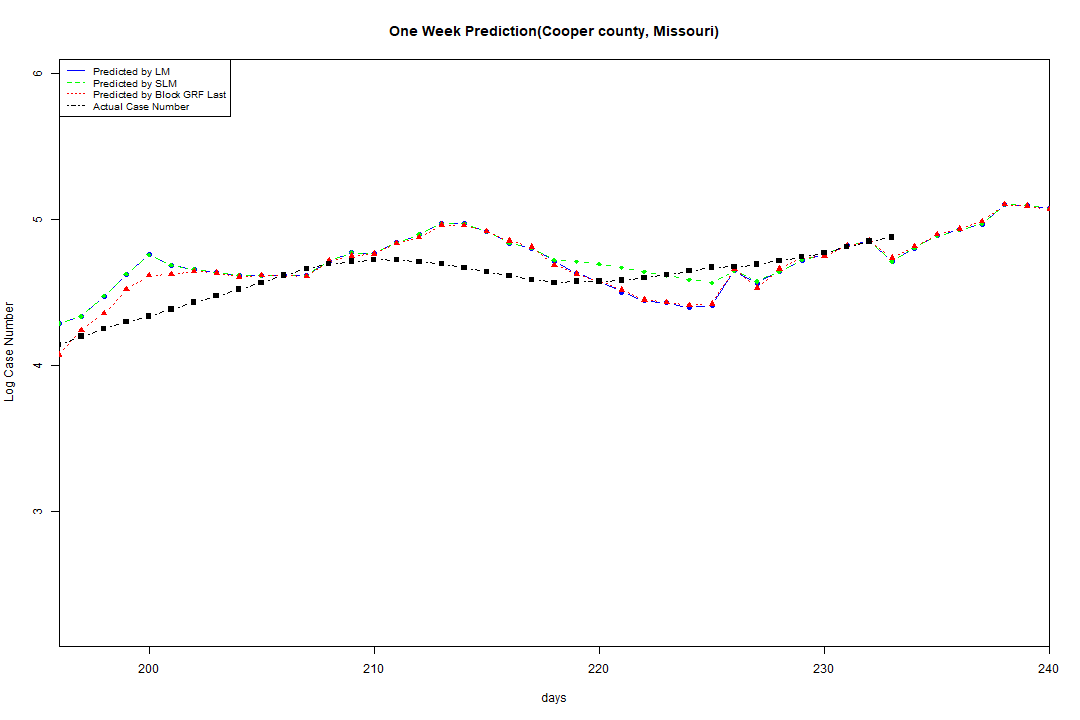 One Week Prediction(Cooper county, Missouri)
Predicted by LM
Predicted by SLM
Predicted by Block GRF Last
Actual Case Number
6
5
4
3
Log Case Number
200 210 220 230 240
days